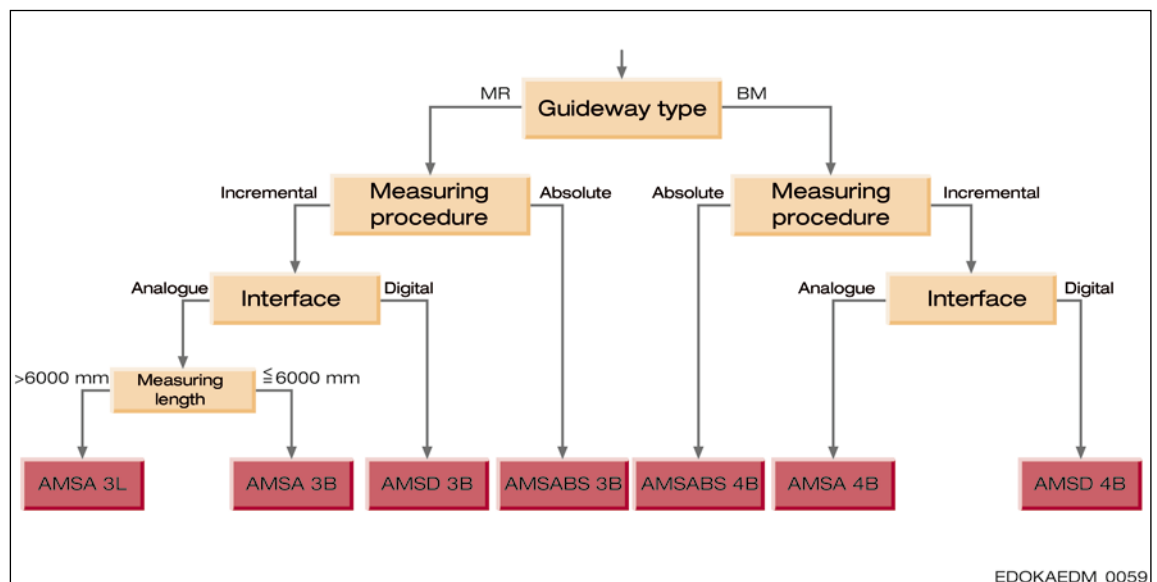 MR
Guideway type
BM
Incremental
Measuring
procedure
Absolute
Absolute
Measuring
procedure
Incremental
Analogue
Interface
Digital
Analogue
Interface
Digital
>6000 mm
Measuring
length
≦6000 mm
AMSA 3L
AMSA 3B
AMSD 3B
AMSABS 3B
AMSABS 4B
AMSA 4B
AMSD 4B
EDOKAEDM_0059